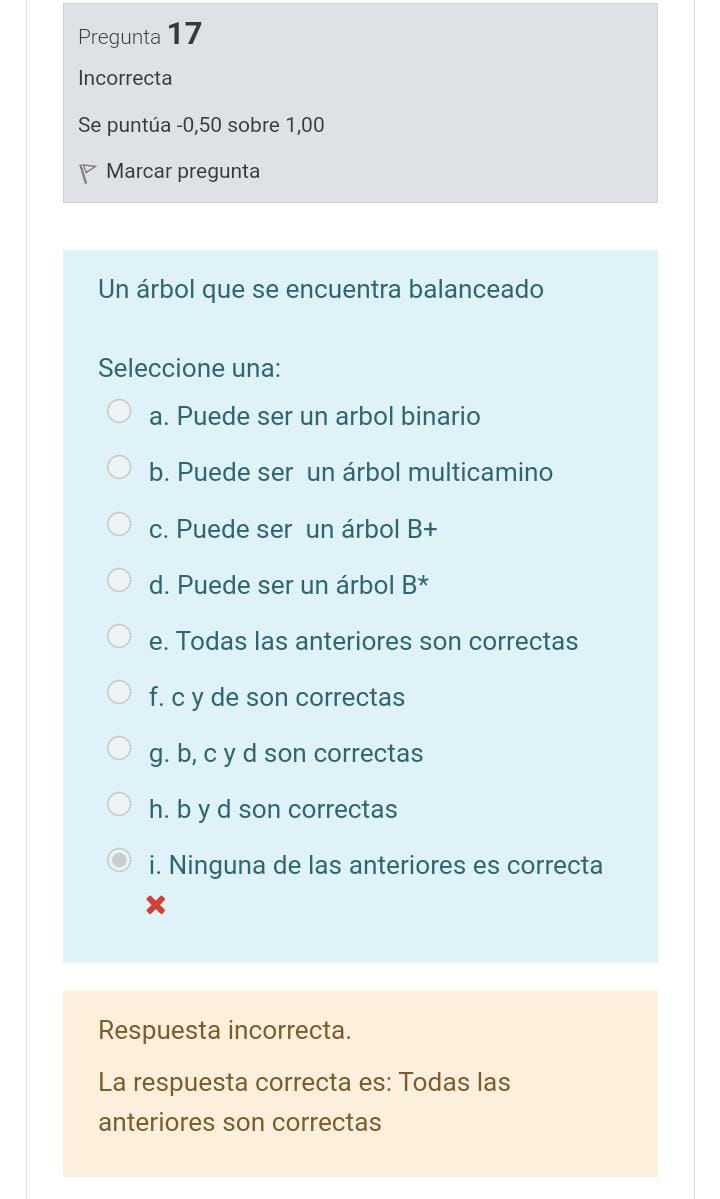 Pregunta 17
Incorrecta
Se puntúa -0,50 sobre 1,00
Marcar pregunta
Un árbol que se encuentra balanceado
Seleccione una:
a. Puede ser un arbol binario
b. Puede ser un árbol multicamino
c. Puede ser un árbol B+
d. Puede ser un árbol B*
e. Todas las anteriores son correctas
f. c y de son correctas
g. b, c y d son correctas
h. b y d son correctas
i. Ninguna de las anteriores es correcta
Respuesta incorrecta.
La respuesta correcta es: Todas las
anteriores son correctas